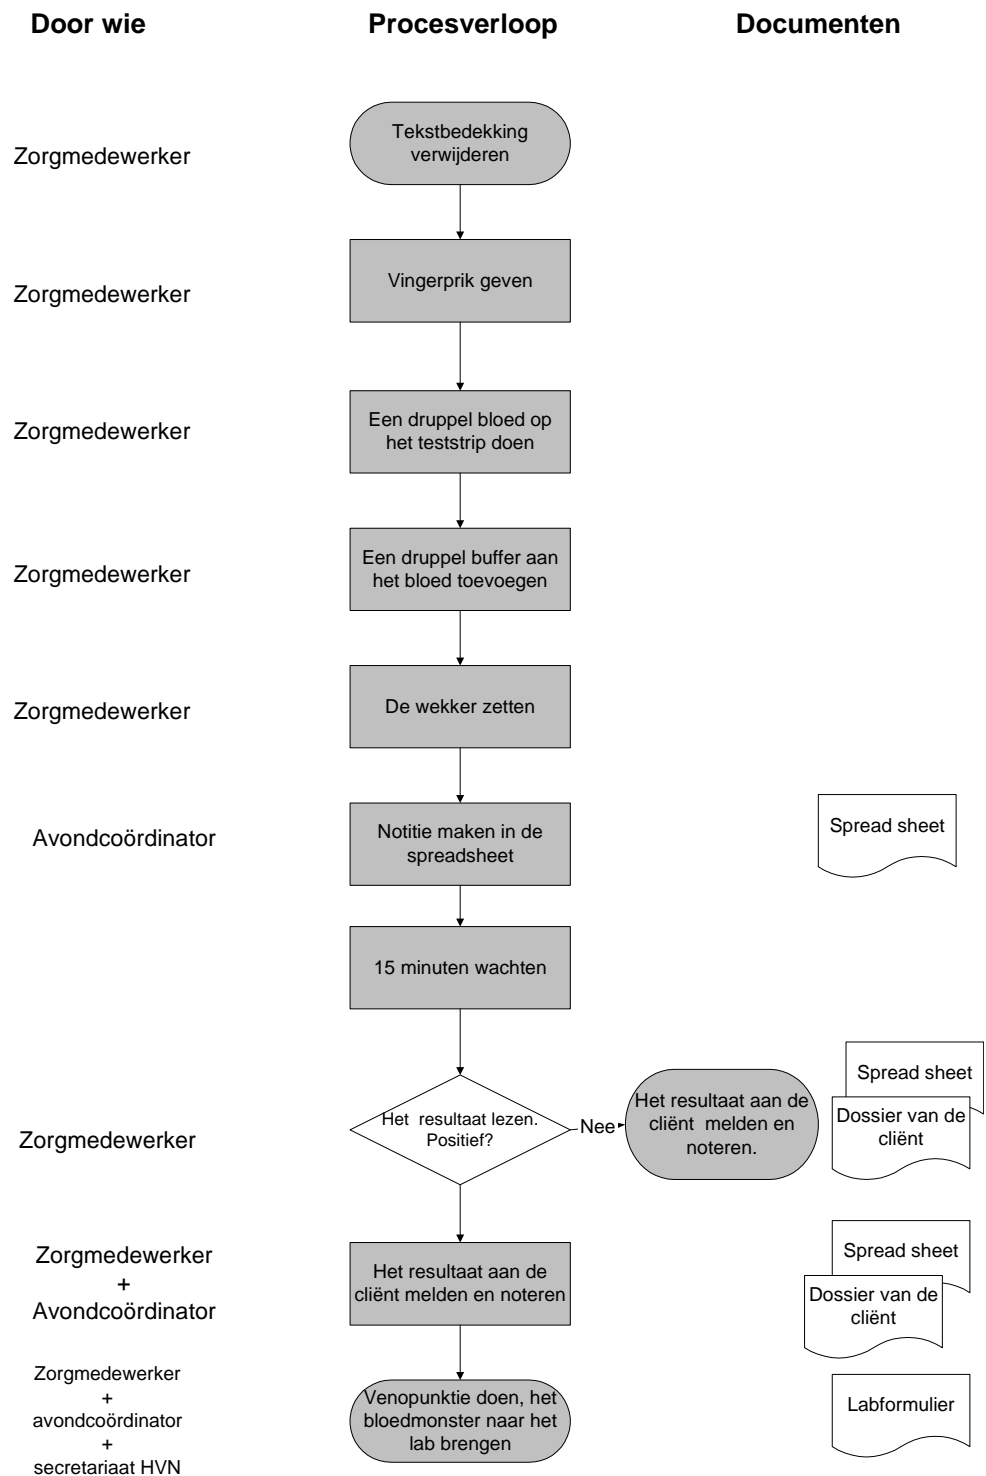 Door wie
Procesverloop
Documenten
Zorgmedewerker
Tekstbedekking
verwijderen
Zorgmedewerker
Vingerprik geven
Zorgmedewerker
Een druppel bloed op
het teststrip doen
Zorgmedewerker
Een druppel buffer aan
het bloed toevoegen
Zorgmedewerker
De wekker zetten
Avondcoördinator
Notitie maken in de
spreadsheet
Spread sheet
15 minuten wachten
Zorgmedewerker
Het resultaat lezen.
Positief?
Nee
Het resultaat aan de
cliënt melden en
noteren.
Spread sheet
Dossier van de
cliënt
Zorgmedewerker
+
Avondcoördinator
Het resultaat aan de
cliënt melden en noteren
Spread sheet
Dossier van de
cliënt
Zorgmedewerker
+
avondcoördinator
+
secretariaat HVN
Venopunktie doen, het
bloedmonster naar het
lab brengen
Labformulier